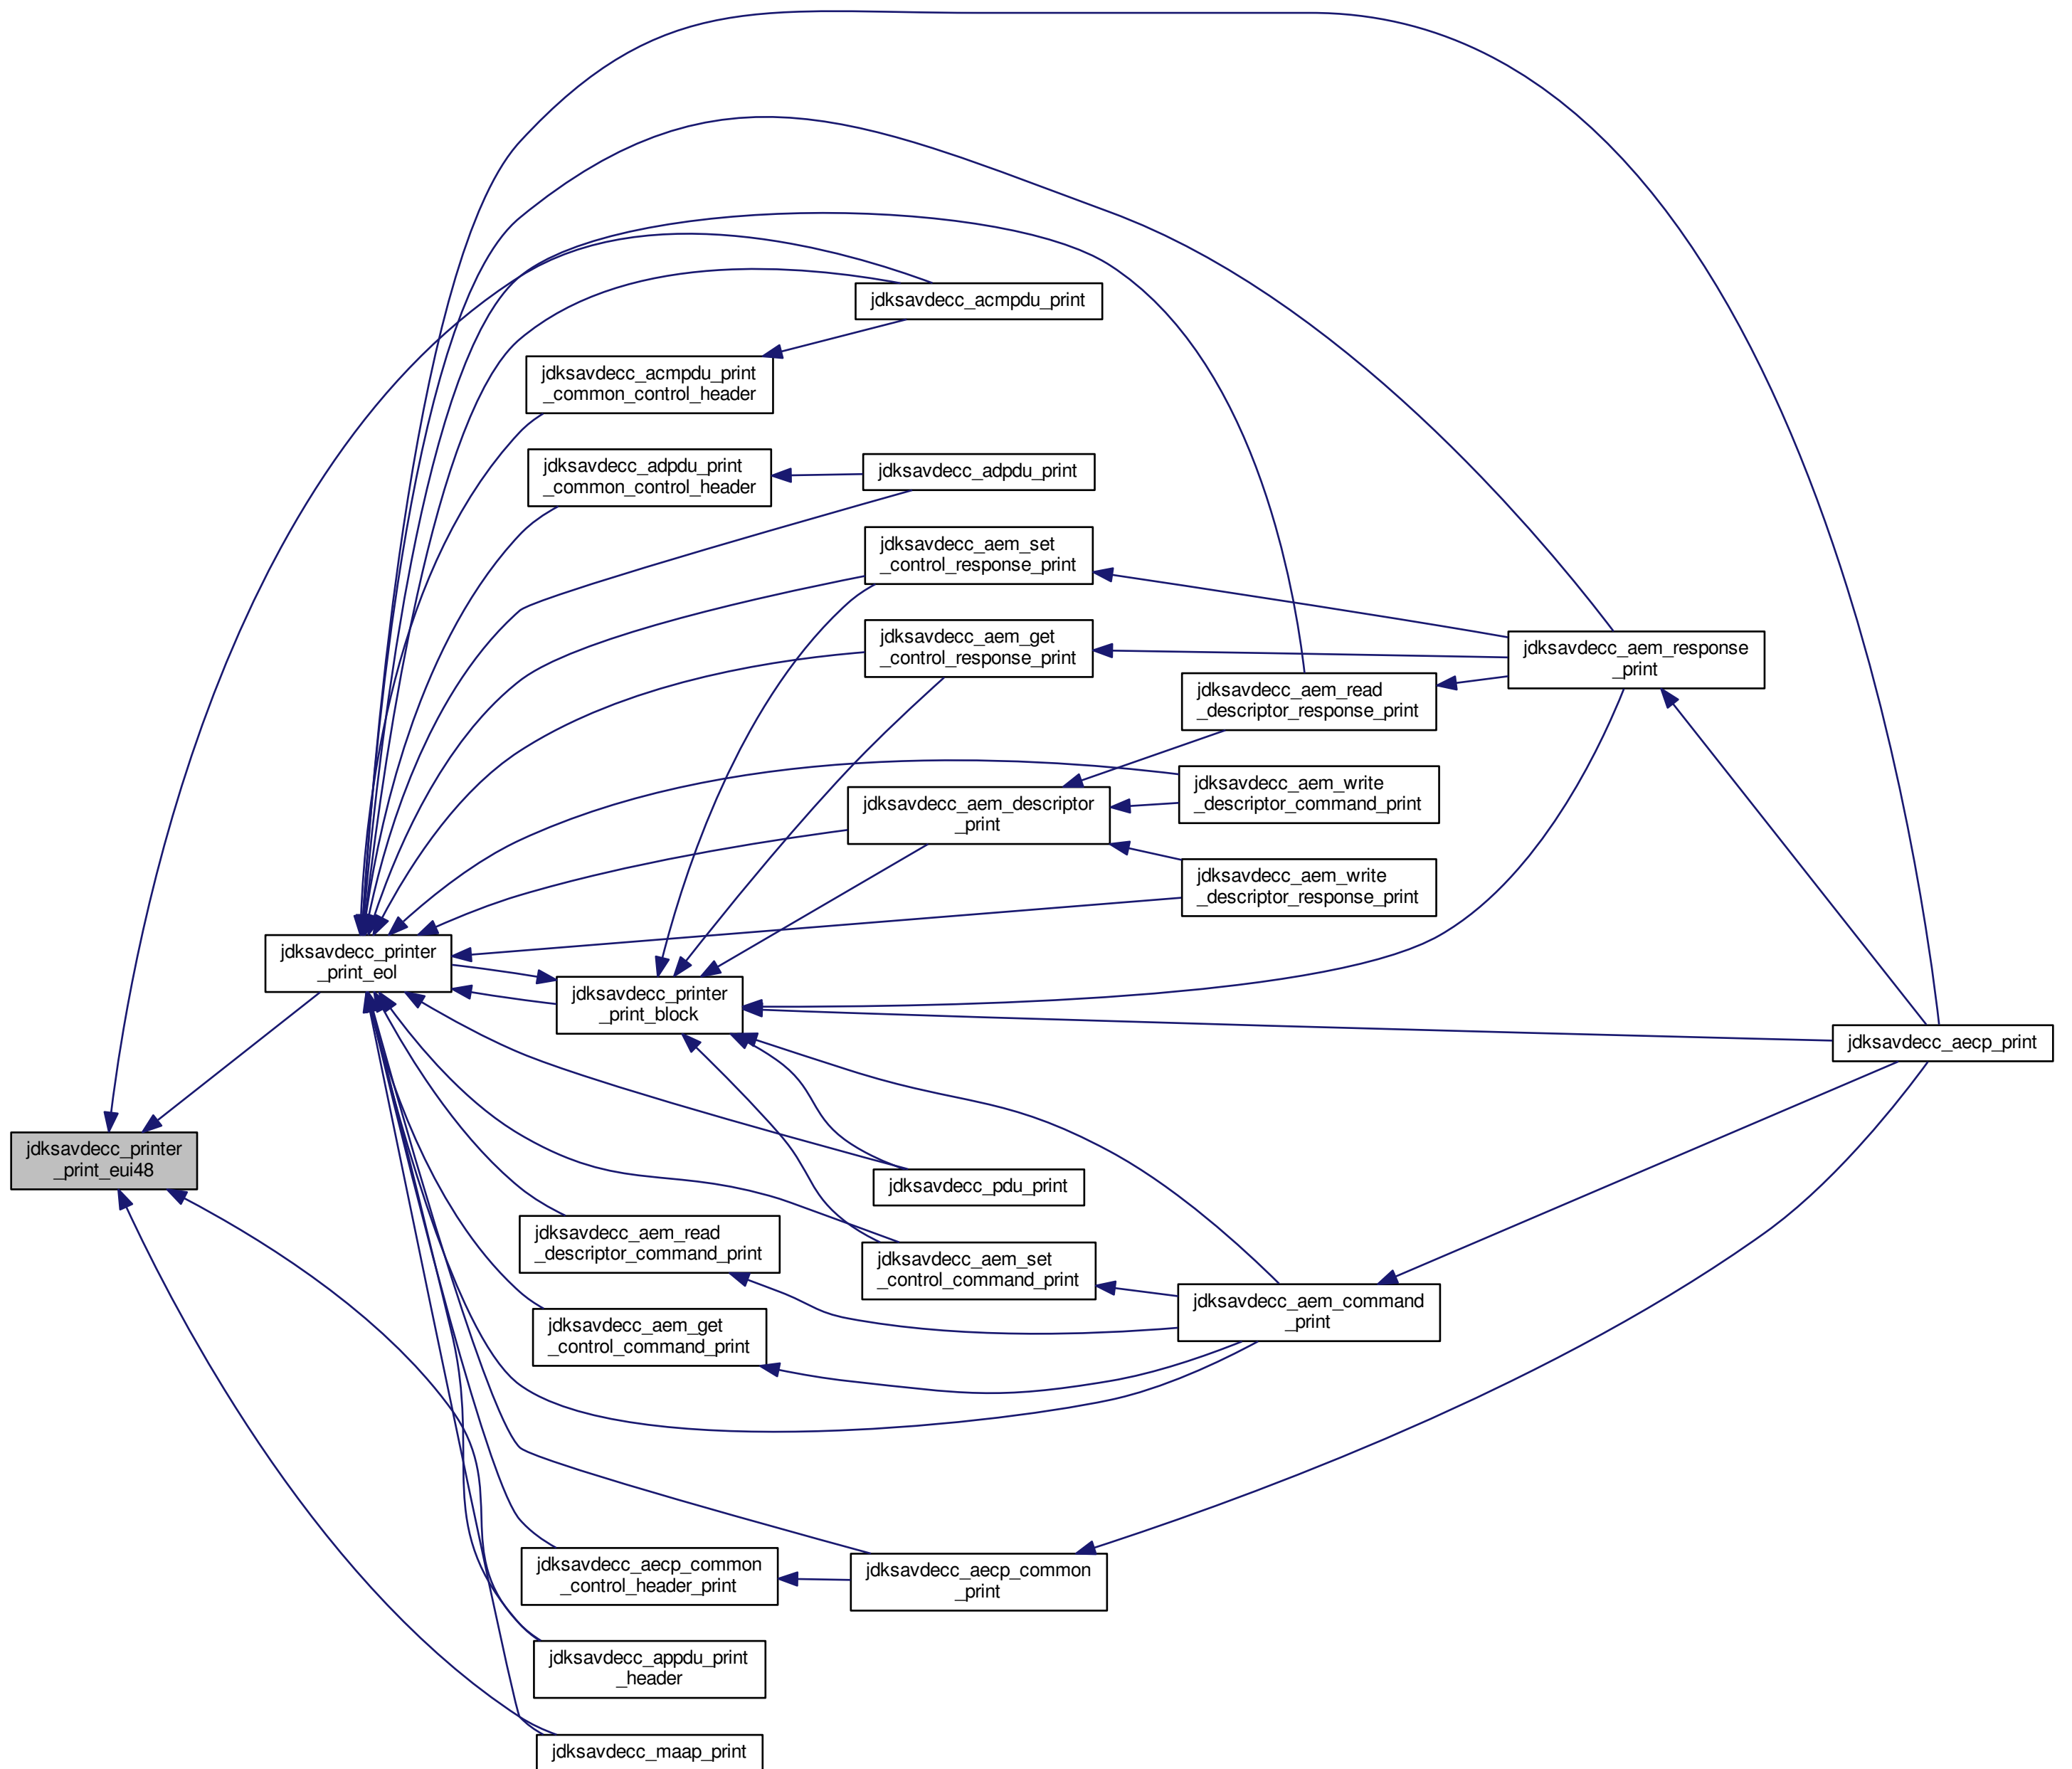 jdksavdecc_acmpdu_print
jdksavdecc_acmpdu_print
_common_control_header
jdksavdecc_adpdu_print
_common_control_header
jdksavdecc_adpdu_print
jdksavdecc_aem_set
_control_response_print
jdksavdecc_aem_get
_control_response_print
jdksavdecc_aem_response
_print
jdksavdecc_aem_read
_descriptor_response_print
jdksavdecc_aem_descriptor
_print
jdksavdecc_aem_write
_descriptor_command_print
jdksavdecc_aem_write
_descriptor_response_print
jdksavdecc_printer
_print_eol
jdksavdecc_printer
_print_block
jdksavdecc_aecp_print
jdksavdecc_printer
_print_eui48
jdksavdecc_pdu_print
jdksavdecc_aem_read
_descriptor_command_print
jdksavdecc_aem_set
_control_command_print
jdksavdecc_aem_command
_print
jdksavdecc_aem_get
_control_command_print
jdksavdecc_aecp_common
_control_header_print
jdksavdecc_aecp_common
_print
jdksavdecc_appdu_print
_header
jdksavdecc_maap_print